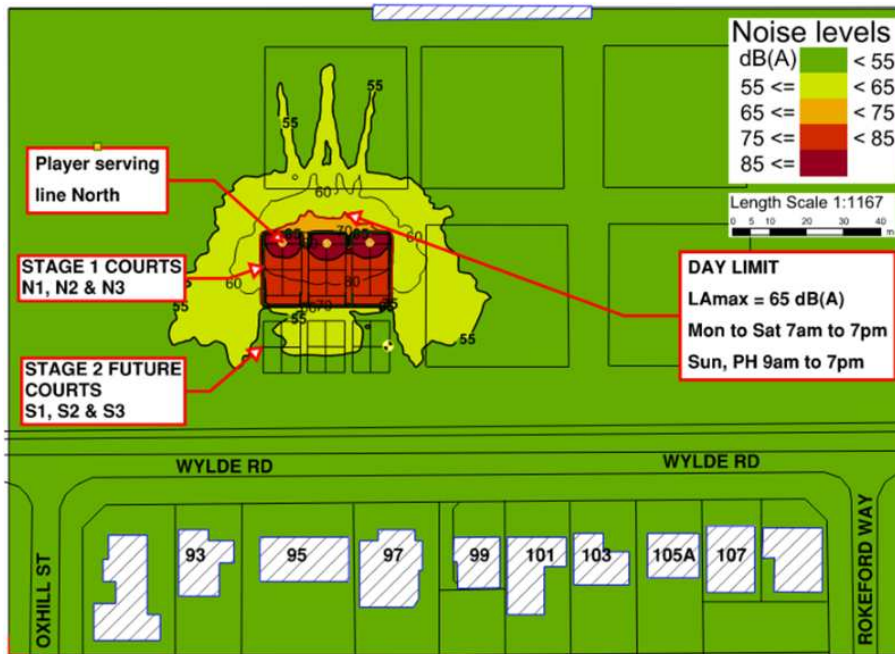 Noise levels
dB(A)
< 55
55 <= < 65
65 <= < 75
75 <= < 85
85 <=
Length Scale 1:1167
0 5 10 20 30 40
m
Player serving
line North
STAGE 1 COURTS
N1, N2 & N3
STAGE 2 FUTURE
COURTS
S1, S2 & S3
DAY LIMIT
LAmax = 65 dB(A)
Mon to Sat 7am to 7pm
Sun, PH 9am to 7pm
55
55
60
60
70
60
60
80
70
55
55
55
55
WYLDE RD
WYLDE RD
OXHILL ST
93
95
97
99
101
103
105A
107
ROKEFORD WAY